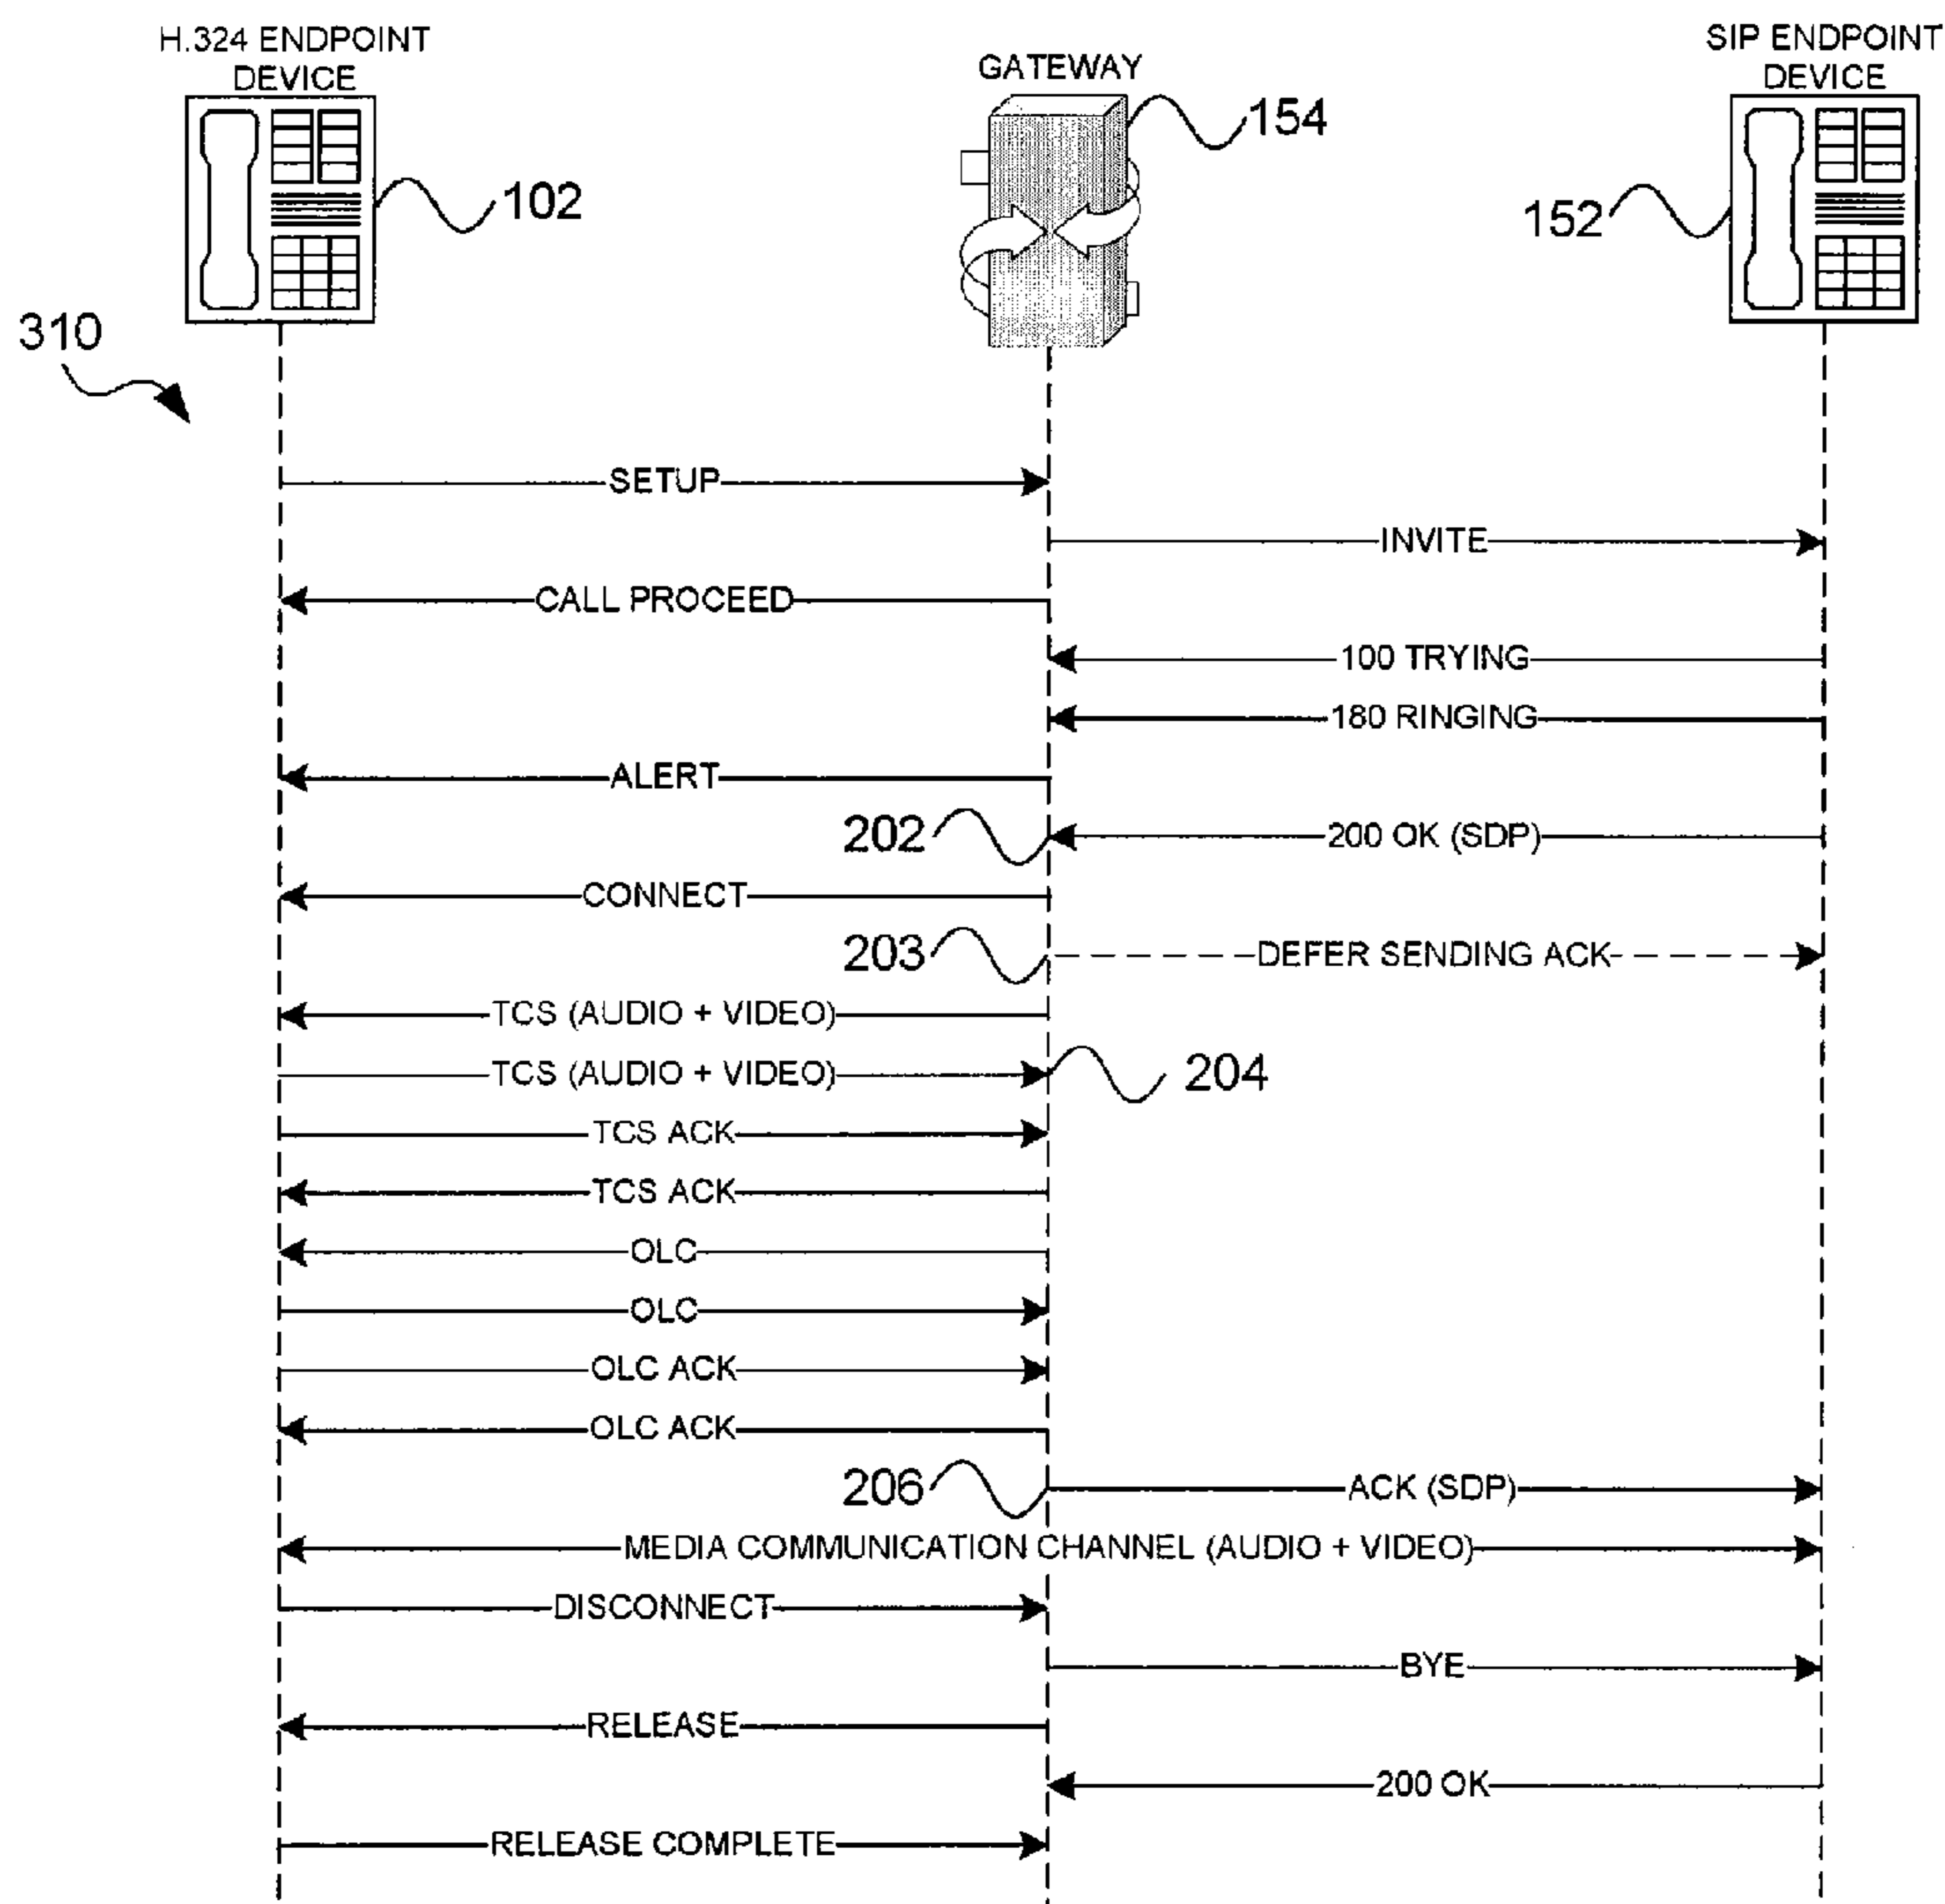 H.324 ENDPOINT
DEVICE
GATEWAY
SIP ENDPOINT
DEVICE
154
102
152
310
SETUP
INVITE
CALL PROCEED
100 TRYING
180 RINGING
ALERT
202
200 OK (SDP)
CONNECT
203
DEFER SENDING ACK
TCS (AUDIO + VIDEO)
TCS (AUDIO + VIDEO)
204
TCS ACK
TCS ACK
OLC
OLC
OLC ACK
OLC ACK
206
ACK (SDP)
MEDIA COMMUNICATION CHANNEL (AUDIO + VIDEO)
DISCONNECT
BYE
RELEASE
200 OK
RELEASE COMPLETE